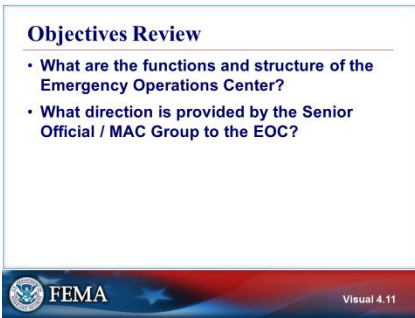 Objectives Review
• What are the functions and structure of the
Emergency Operations Center?
• What direction is provided by the Senior
Official / MAC Group to the EOC?
FEMA
Visual 4.11